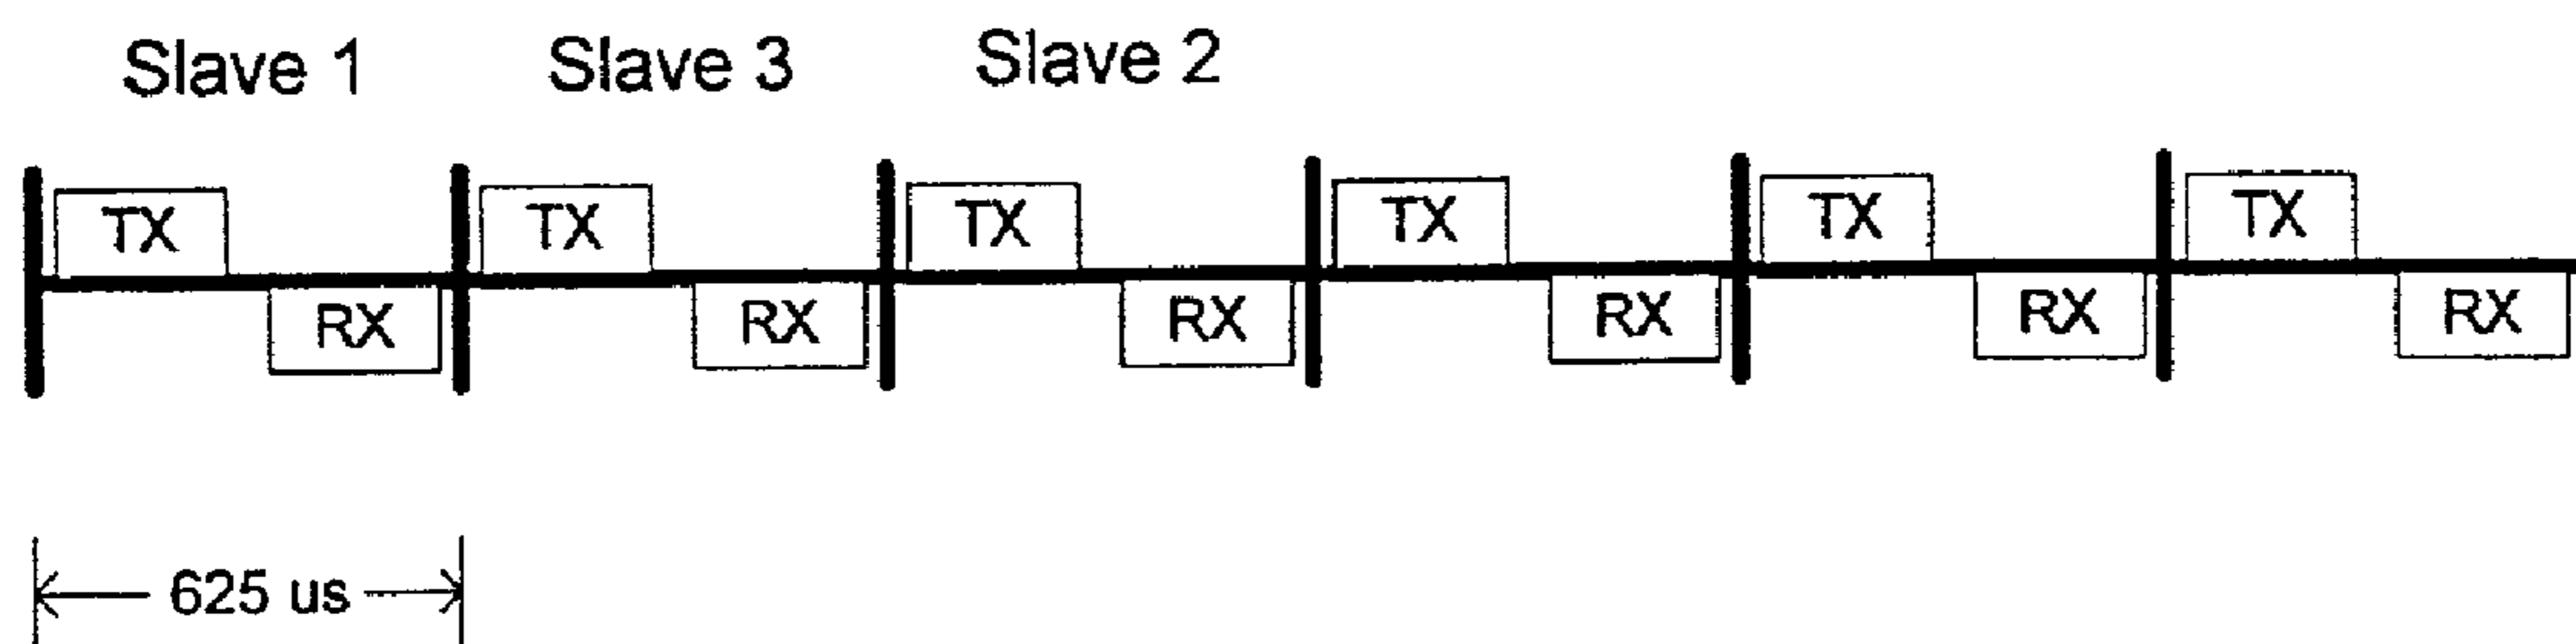 Slave 1 Slave 3 Slave 2
TX TX TX TX TX TX
RX RX RX RX RX RX
625 us